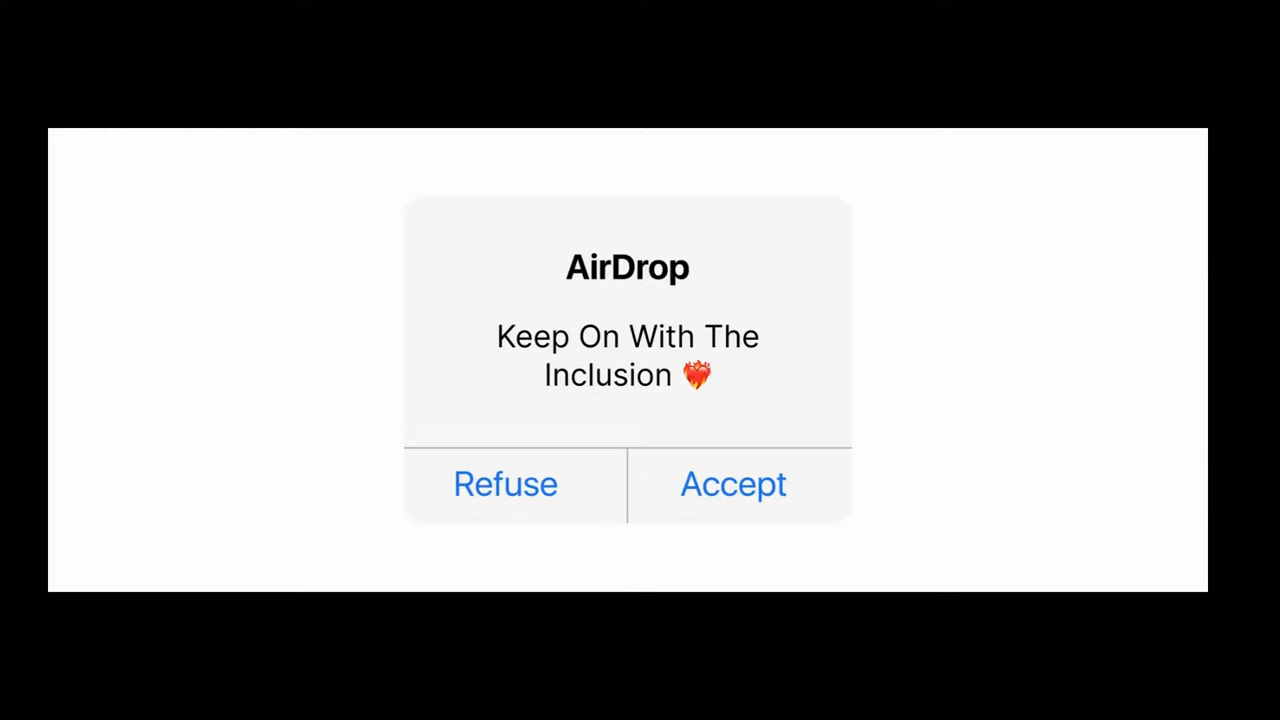 AirDrop
Keep On With The
Inclusion ❤️‍🔥
Refuse Accept